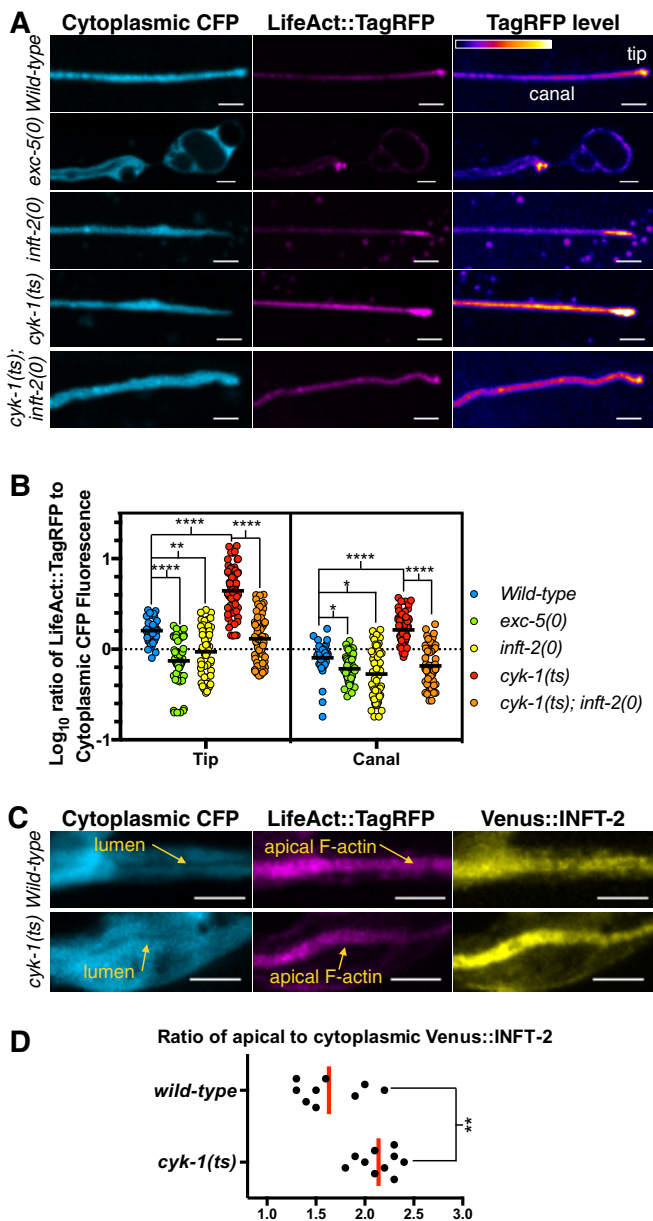 A
Cytoplasmic CFP
LifeAct::TagRFP
TagRFP level
Wild-type
tip
canal
exc-5(0)
inft-2(0)
cyk-1(ts)
cyk-1(ts);
inft-2(0)
B
Log10 ratio of LifeAct::TagRFP to
Cytoplasmic CFP Fluorescence
1
0
-1
****
**
****
****
****
*
*
****
Tip
Canal
Wild-type
exc-5(0)
inft-2(0)
cyk-1(ts)
cyk-1(ts); inft-2(0)
C
Cytoplasmic CFP
LifeAct::TagRFP
Venus::INFT-2
Wild-type
lumen
apical F-actin
cyk-1(ts)
lumen
apical F-actin
D
Ratio of apical to cytoplasmic Venus::INFT-2
wild-type
cyk-1(ts)
**
1.0
1.5
2.0
2.5
3.0